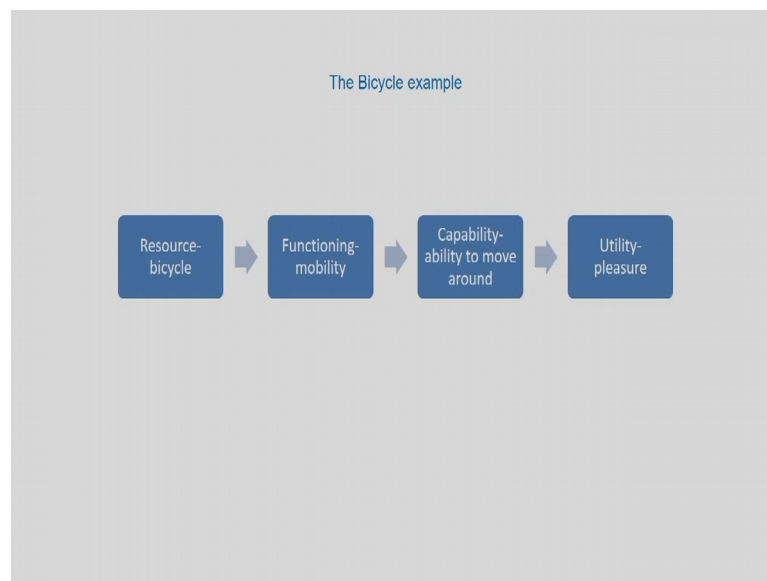 The Bicycle example
Resource-
bicycle
Functioning-
mobility
Capability-
ability to move
around
Utility-
pleasure